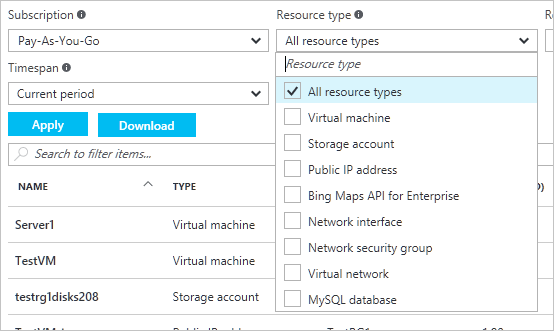 Subscription
Resource type
R
Pay-As-You-Go
All resource types
Resource type
Timespan
Current period
All resource types
Virtual machine
Storage account
Public IP address
Bing Maps API for Enterprise
Network interface
Network security group
Virtual network
MySQL database
Apply
Download
Search to filter items...
NAME
TYPE
D)
Server1
Virtual machine
TestVM
Virtual machine
testrg1disks208
Storage account